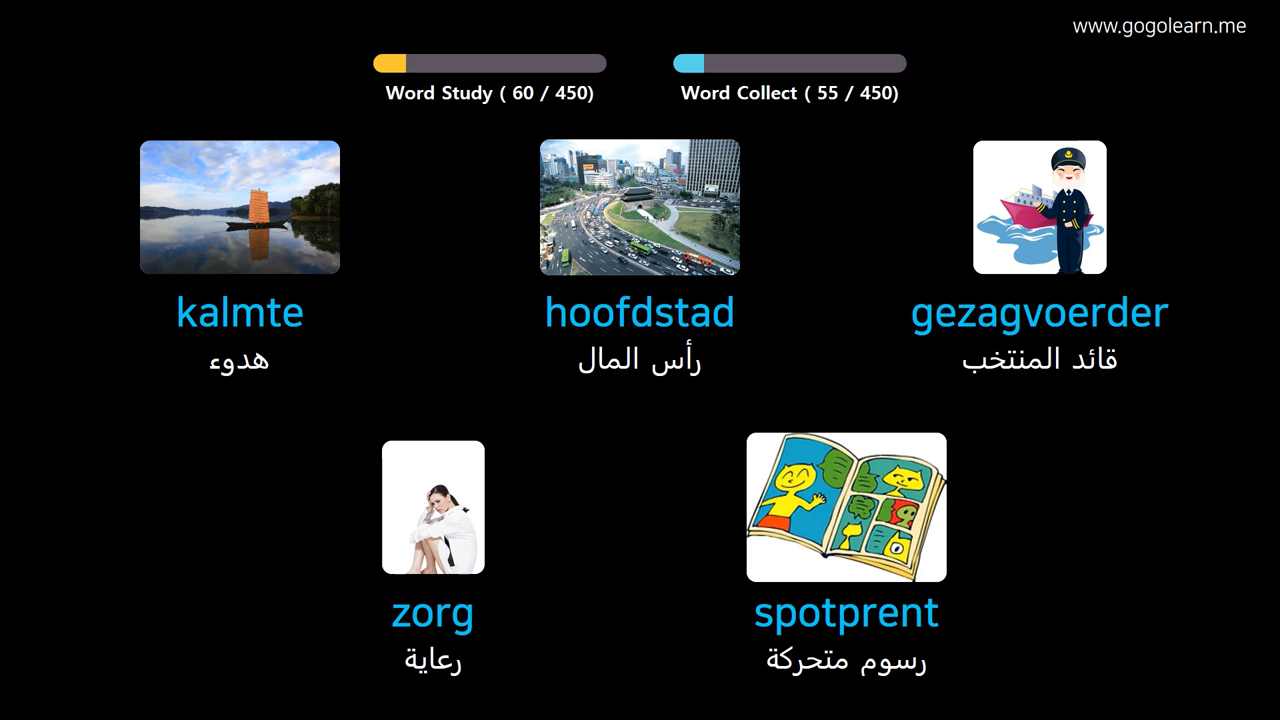 www.gogolearn.me
Word Study ( 60 / 450)
Word Collect ( 55 / 450)
kalmte
هدوء
hoofdstad
رأس المال
gezagvoerder
قائد المنتخب
zorg
رعاية
spotprent
رسوم متحركة